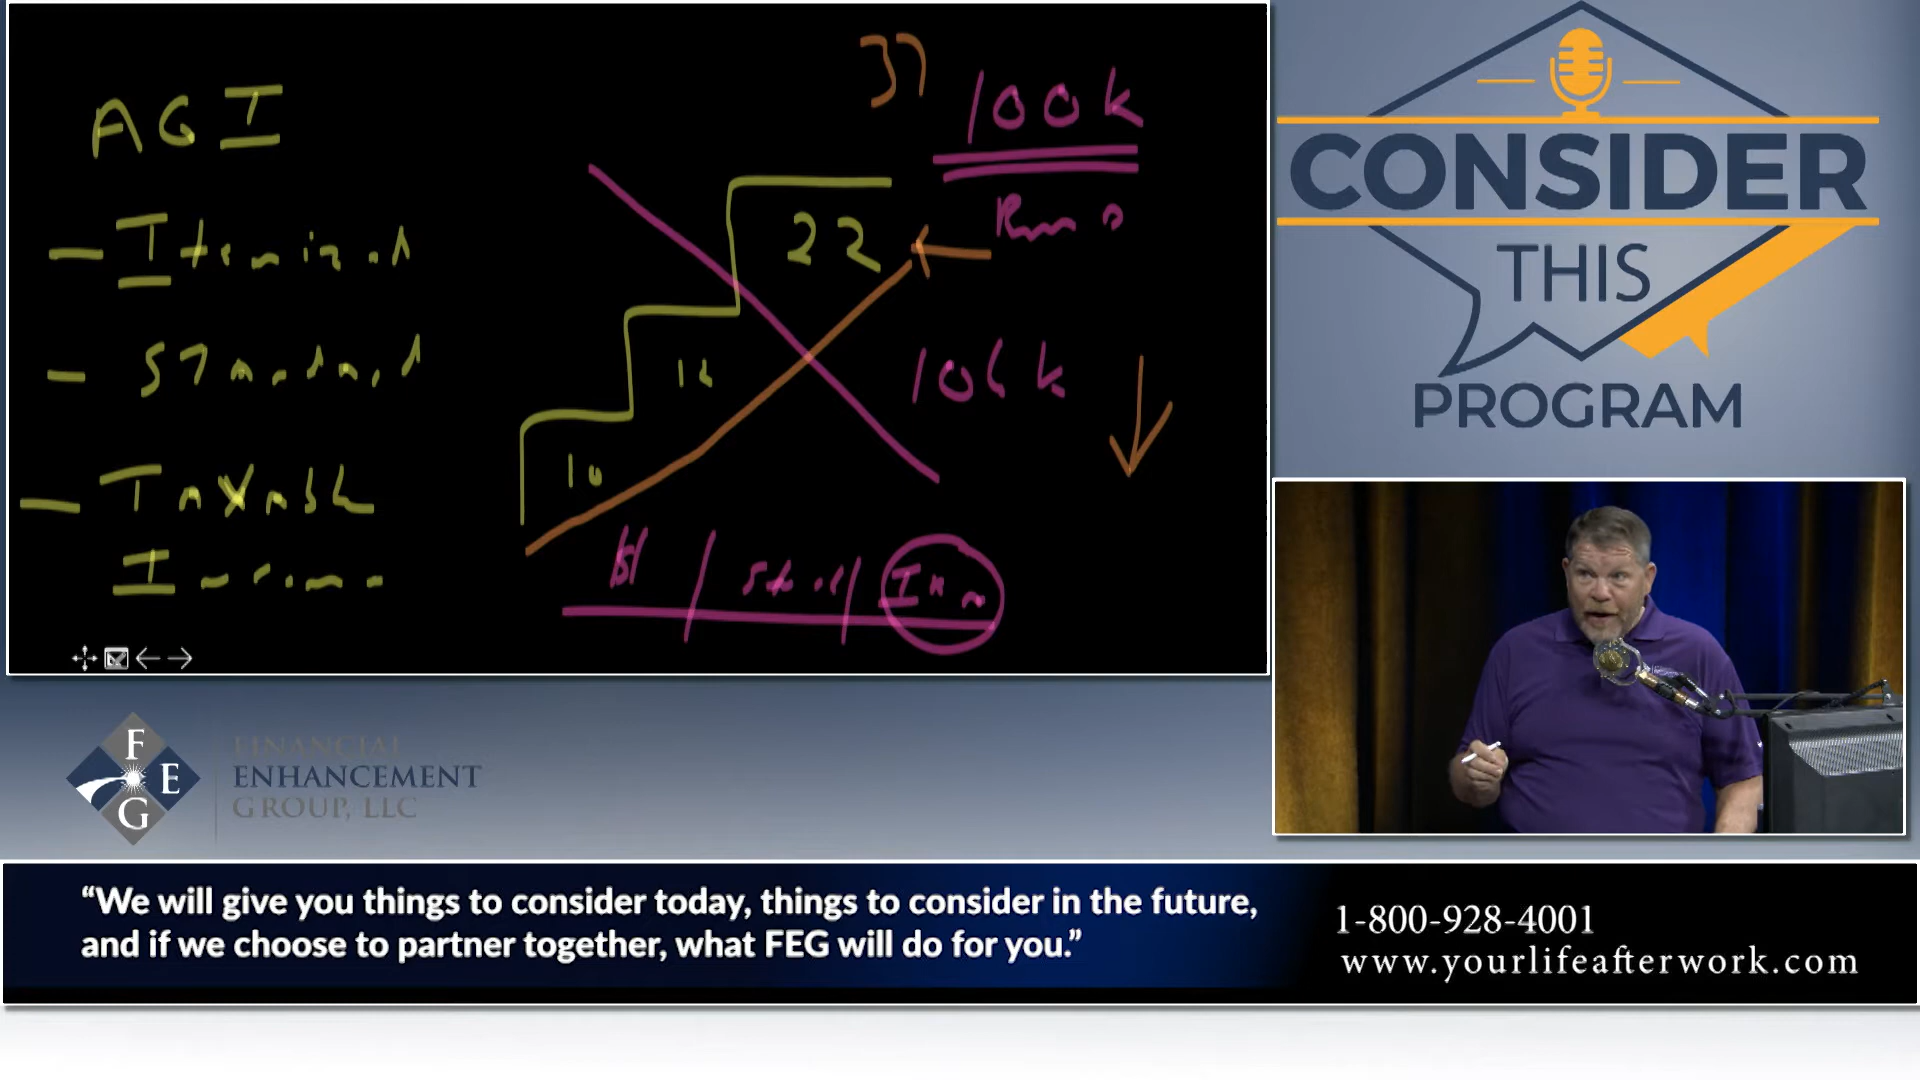 AGI
- Itemized
- Standard
- Taxable
Income
37
100k
22
10
100k
CONSIDER
THIS
PROGRAM
F
E
G
FINANCIAL
ENHANCEMENT
GROUP, LLC
“We will give you things to consider today, things to consider in the future,
and if we choose to partner together, what FEG will do for you.”
1-800-928-4001
www.yourlifeafterwork.com